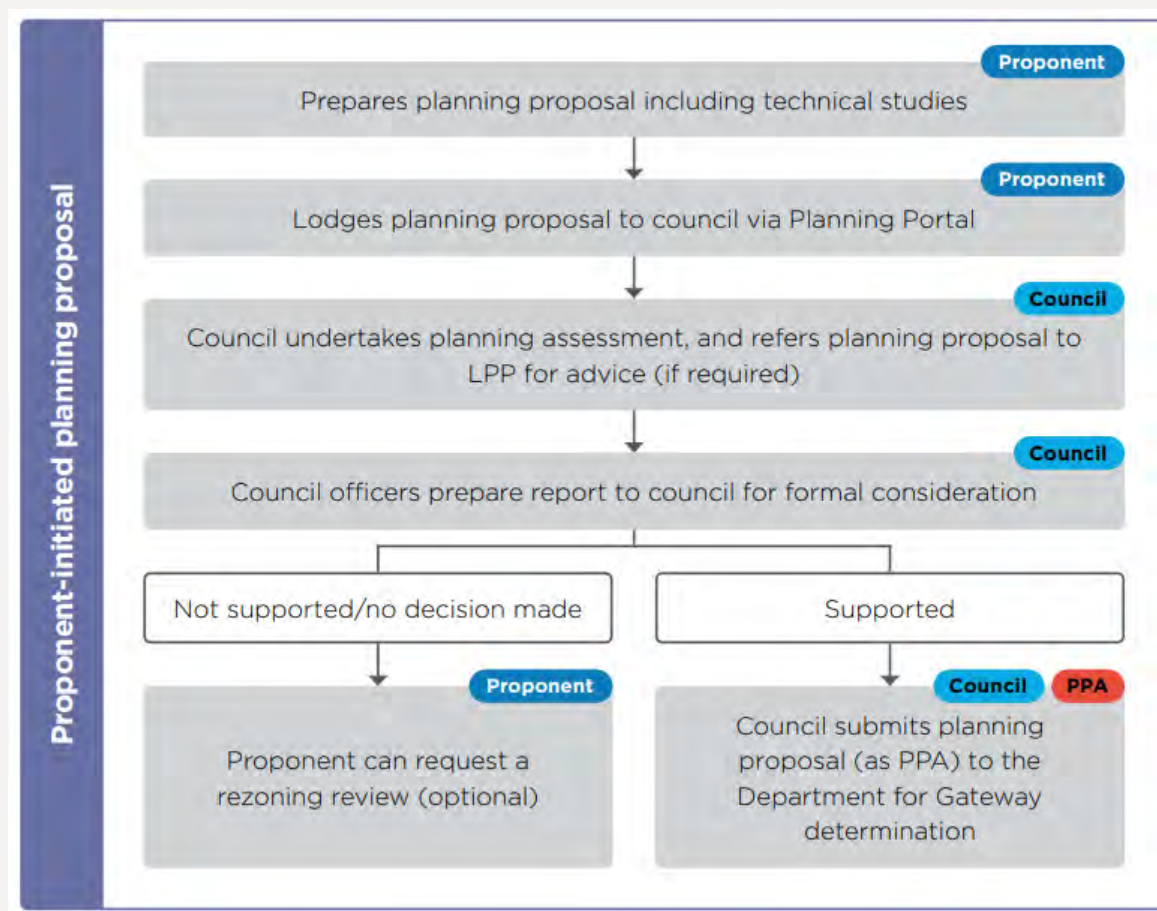 Proponent-initiated planning proposal
Proponent
Prepares planning proposal including technical studies
Proponent
Lodges planning proposal to council via Planning Portal
Council
Council undertakes planning assessment, and refers planning proposal to
LPP for advice (if required)
Council
Council officers prepare report to council for formal consideration
Not supported/no decision made
Supported
Proponent
Proponent can request a
rezoning review (optional)
Council PPA
Council submits planning
proposal (as PPA) to the
Department for Gateway
determination